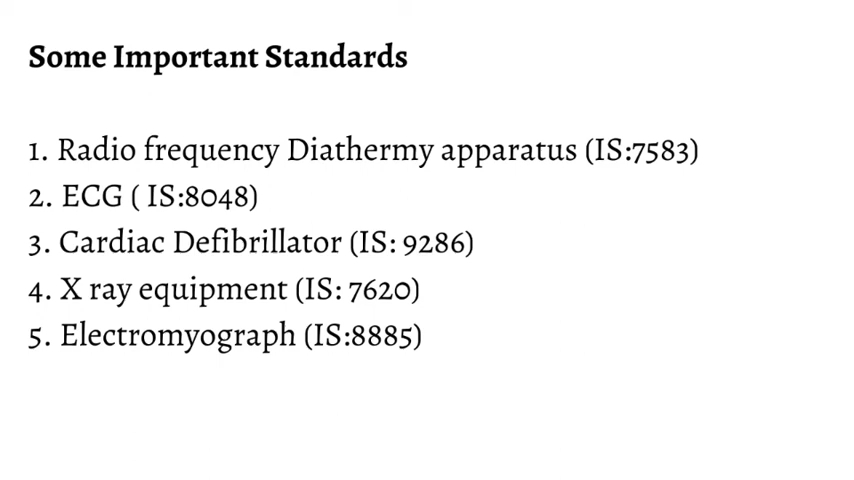 Some Important Standards
1. Radio frequency Diathermy apparatus (IS:7583)
2. ECG ( IS:8048)
3. Cardiac Defibrillator (IS: 9286)
4. X ray equipment (IS: 7620)
5. Electromyograph (IS:8885)